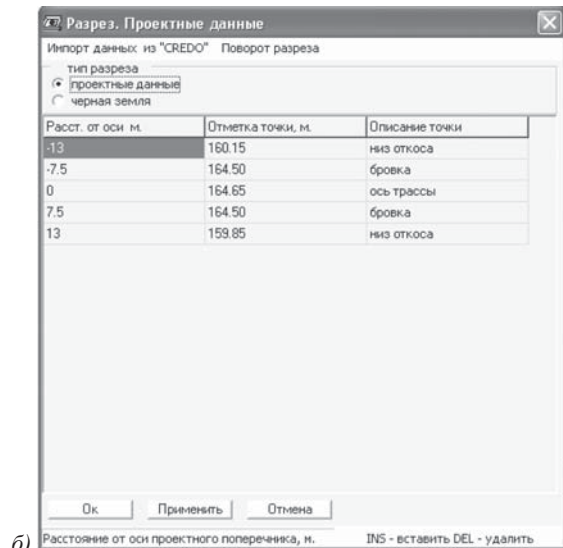 Разрез. Проектные данные
Импорт данных из "CREDO" Поворот разреза
тип разреза
проектные данные
черная земля
Расст. от оси м. Отметка точки, м. Описание точки
-13 160.15 низ откоса
-7.5 164.50 бровка
0 164.65 ось трассы
7.5 164.50 бровка
13 159.85 низ откоса
Ок Применить Отмена
б) Расстояние от оси проектного поперечника, м. INS - вставить DEL - удалить